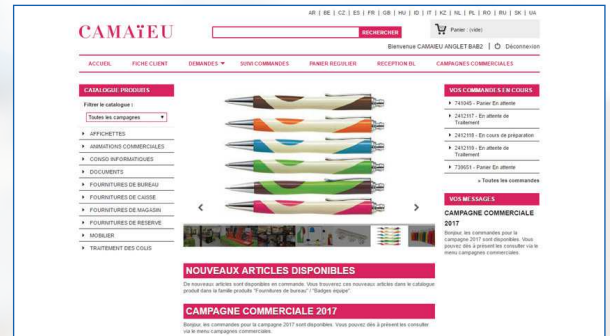 AR | BE | CZ | ES | FR | GB | HU | ID | IT | KZ | NL | PL | RO | RU | SK | UA
CAMAÏEU
RECHERCHER
Panier : (vide)
Bienvenue CAMAIEU ANGLET BAB2 | Déconnexion
ACCUEIL FICHE CLIENT DEMANDES SUIVI COMMANDES PANIER REGULIER RECEPTION BL CAMPAGNES COMMERCIALES
CATALOGUE PRODUITS
Filtrer le catalogue :
Toutes les campagnes
AFFICHETTES
ANIMATIONS COMMERCIALES
CONSO INFORMATIQUES
DOCUMENTS
FOURNITURES DE BUREAU
FOURNITURES DE CAISSE
FOURNITURES DE MAGASIN
FOURNITURES DE RESERVE
MOBILIER
TRAITEMENT DES COLIS
NOUVEAUX ARTICLES DISPONIBLES
De nouveaux articles sont disponibles en commande. Vous trouverez ces nouveaux articles dans le catalogue
produit dans la famille produits "Fournitures de bureau" / "Badges équipe".
CAMPAGNE COMMERCIALE 2017
Bonjour, les commandes pour la campagne 2017 sont disponibles. Vous pouvez dès à présent les consulter
via le menu campagnes commerciales.
VOS COMMANDES EN COURS
741045 - Panier En attente
2412117 - En attente de
Traitement
2412118 - En cours de préparation
2412119 - En attente de
Traitement
739651 - Panier En attente
» Toutes les commandes
VOS MESSAGES
CAMPAGNE COMMERCIALE
2017
Bonjour, les commandes pour la
campagne 2017 sont disponibles. Vous
pouvez dès à présent les consulter via le
menu campagnes commerciales.